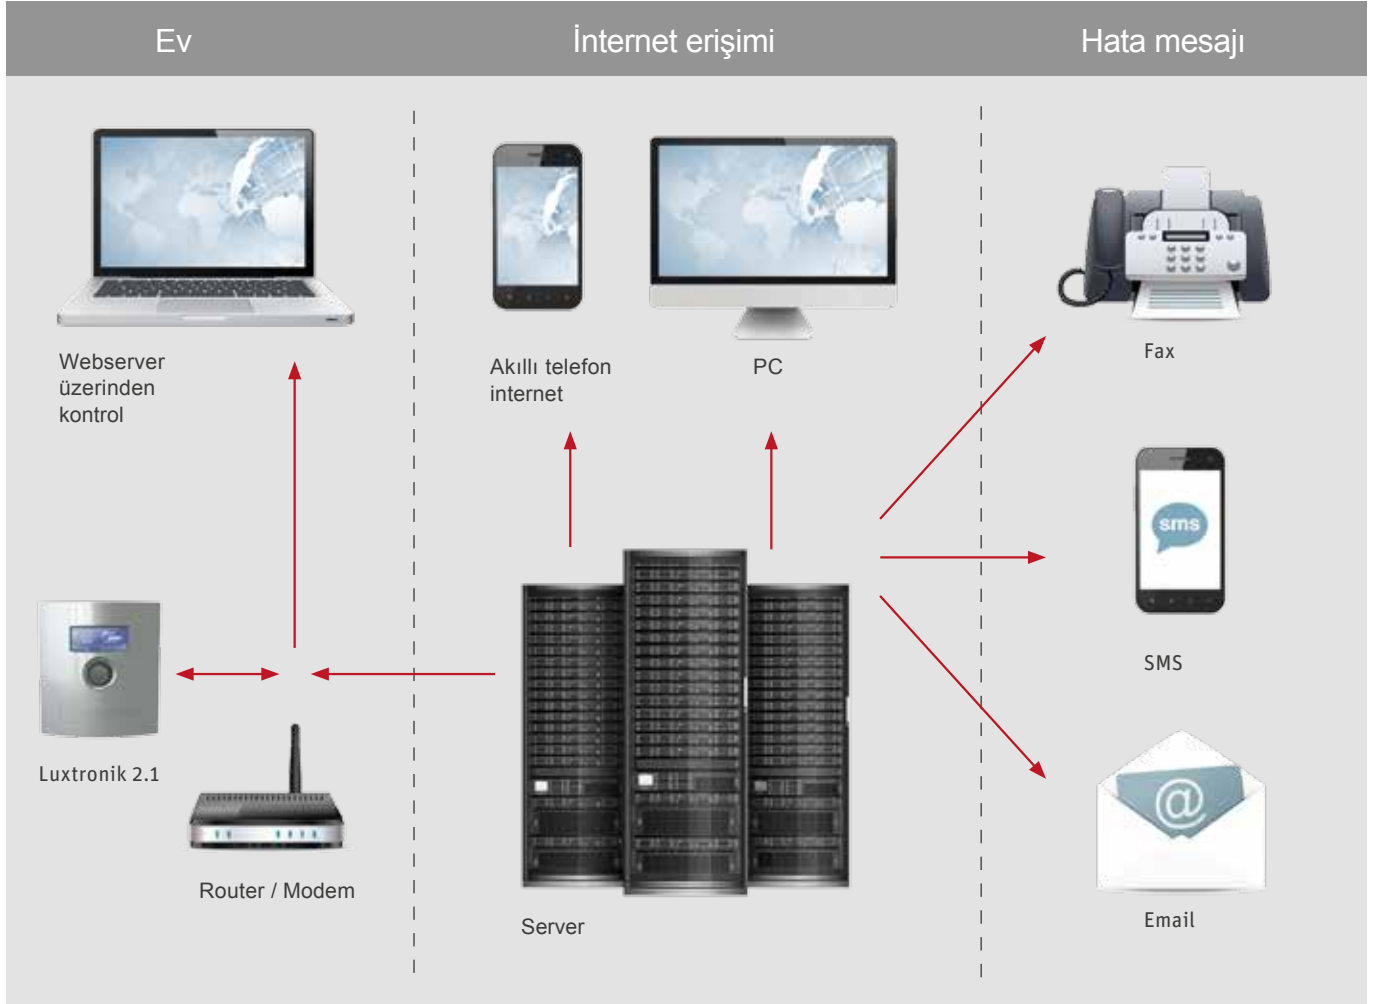 Ev
İnternet erişimi
Hata mesajı
Webserver
üzerinden
kontrol
Akıllı telefon
internet
PC
Fax
sms
SMS
Luxtronik 2.1
Router / Modem
Server
@
Email